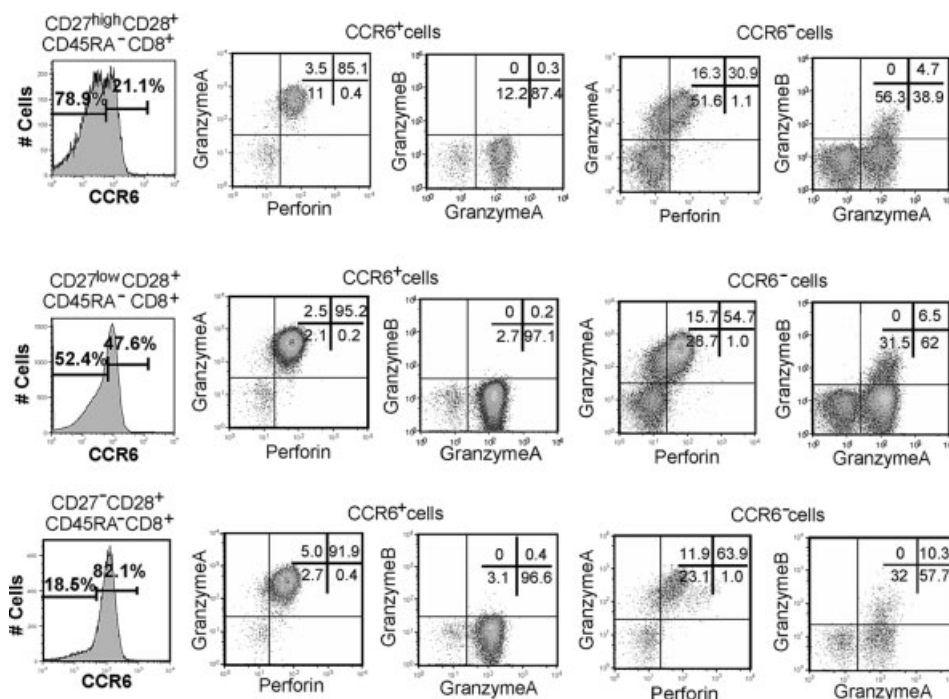 CD27highCD28+
CD45RA-CD8+
CCR6+cells
CCR6-cells
# Cells
78.9%
21.1%
CCR6
GranzymeA
3.5 85.1
11 0.4
Perforin
GranzymeB
0 0.3
12.2 87.4
GranzymeA
GranzymeA
16.3 30.9
51.6 1.1
Perforin
GranzymeB
0 4.7
56.3 38.9
GranzymeA
CD27lowCD28+
CD45RA- CD8+
CCR6+cells
CCR6- cells
# Cells
52.4%
47.6%
CCR6
GranzymeA
2.5 95.2
2.1 0.2
Perforin
GranzymeB
0 0.2
2.7 97.1
GranzymeA
GranzymeA
15.7 54.7
28.7 1.0
Perforin
GranzymeB
0 6.5
31.5 62
GranzymeA
CD27-CD28+
CD45RA-CD8+
CCR6+cells
CCR6-cells
# Cells
18.5%
82.1%
CCR6
GranzymeA
5.0 91.9
2.7 0.4
Perforin
GranzymeB
0 0.4
3.1 96.6
GranzymeA
GranzymeA
11.9 63.9
23.1 1.0
Perforin
GranzymeB
0 10.3
32 57.7
GranzymeA